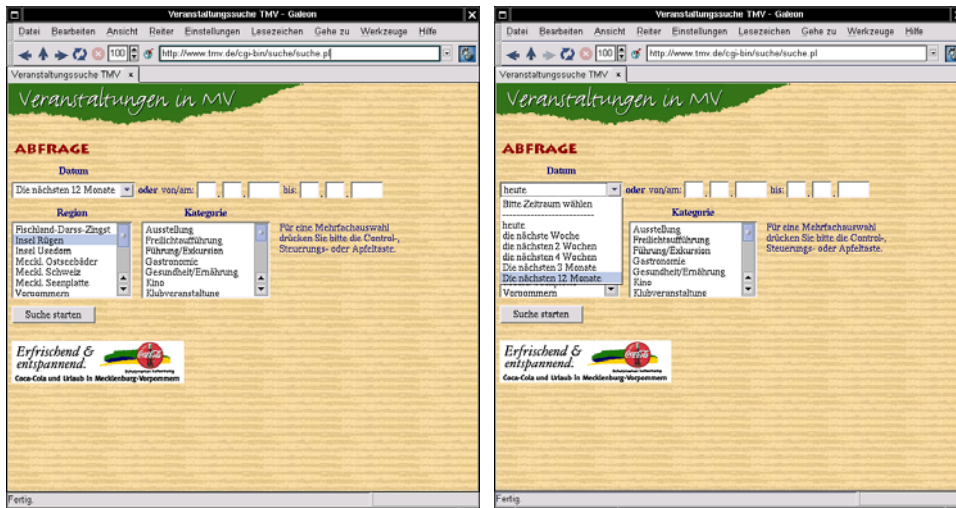 Veranstaltungssuche TMV - Galeon
Datei Bearbeiten Ansicht Reiter Einstellungen Lesezeichen Gehe zu Werkzeuge Hilfe
100 http://www.tmv.de/cgi-bin/suche/suche.pl
Veranstaltungssuche TMV x
Veranstaltungen in MV
ABFRAGE
Datum
Die nächsten 12 Monate oder von/am: . . bis: . .
Region Kategorie
Fischland-Darss-Zingst Ausstellung Für eine Mehrfachauswahl
Insel Rügen Freilichtaufführung drücken Sie bitte die Control-,
Insel Usedom Führung/Exkursion Steuerungs- oder Apfeltaste.
Meckl. Ostseebäder Gastronomie
Meckl. Schweiz Gesundheit/Ernährung
Meckl. Seenplatte Kino
Vorpommern Klubveranstaltung
Suche starten
Erfrischend &
entspannend.
Coca-Cola
Coca-Cola und Urlaub in Mecklenburg-Vorpommern
Fertig.
Veranstaltungssuche TMV - Galeon
Datei Bearbeiten Ansicht Reiter Einstellungen Lesezeichen Gehe zu Werkzeuge Hilfe
100 http://www.tmv.de/cgi-bin/suche/suche.pl
Veranstaltungssuche TMV x
Veranstaltungen in MV
ABFRAGE
Datum
heute oder von/am: . . bis: . .
Bitte Zeitraum wählen
--------------------------
heute
die nächste Woche
die nächsten 2 Wochen
die nächsten 4 Wochen
Die nächsten 3 Monate
Die nächsten 12 Monate
Vorpommern
Kategorie
Ausstellung Für eine Mehrfachauswahl
Freilichtaufführung drücken Sie bitte die Control-,
Führung/Exkursion Steuerungs- oder Apfeltaste.
Gastronomie
Gesundheit/Ernährung
Kino
Klubveranstaltung
Suche starten
Erfrischend &
entspannend.
Coca-Cola
Coca-Cola und Urlaub in Mecklenburg-Vorpommern
Fertig.